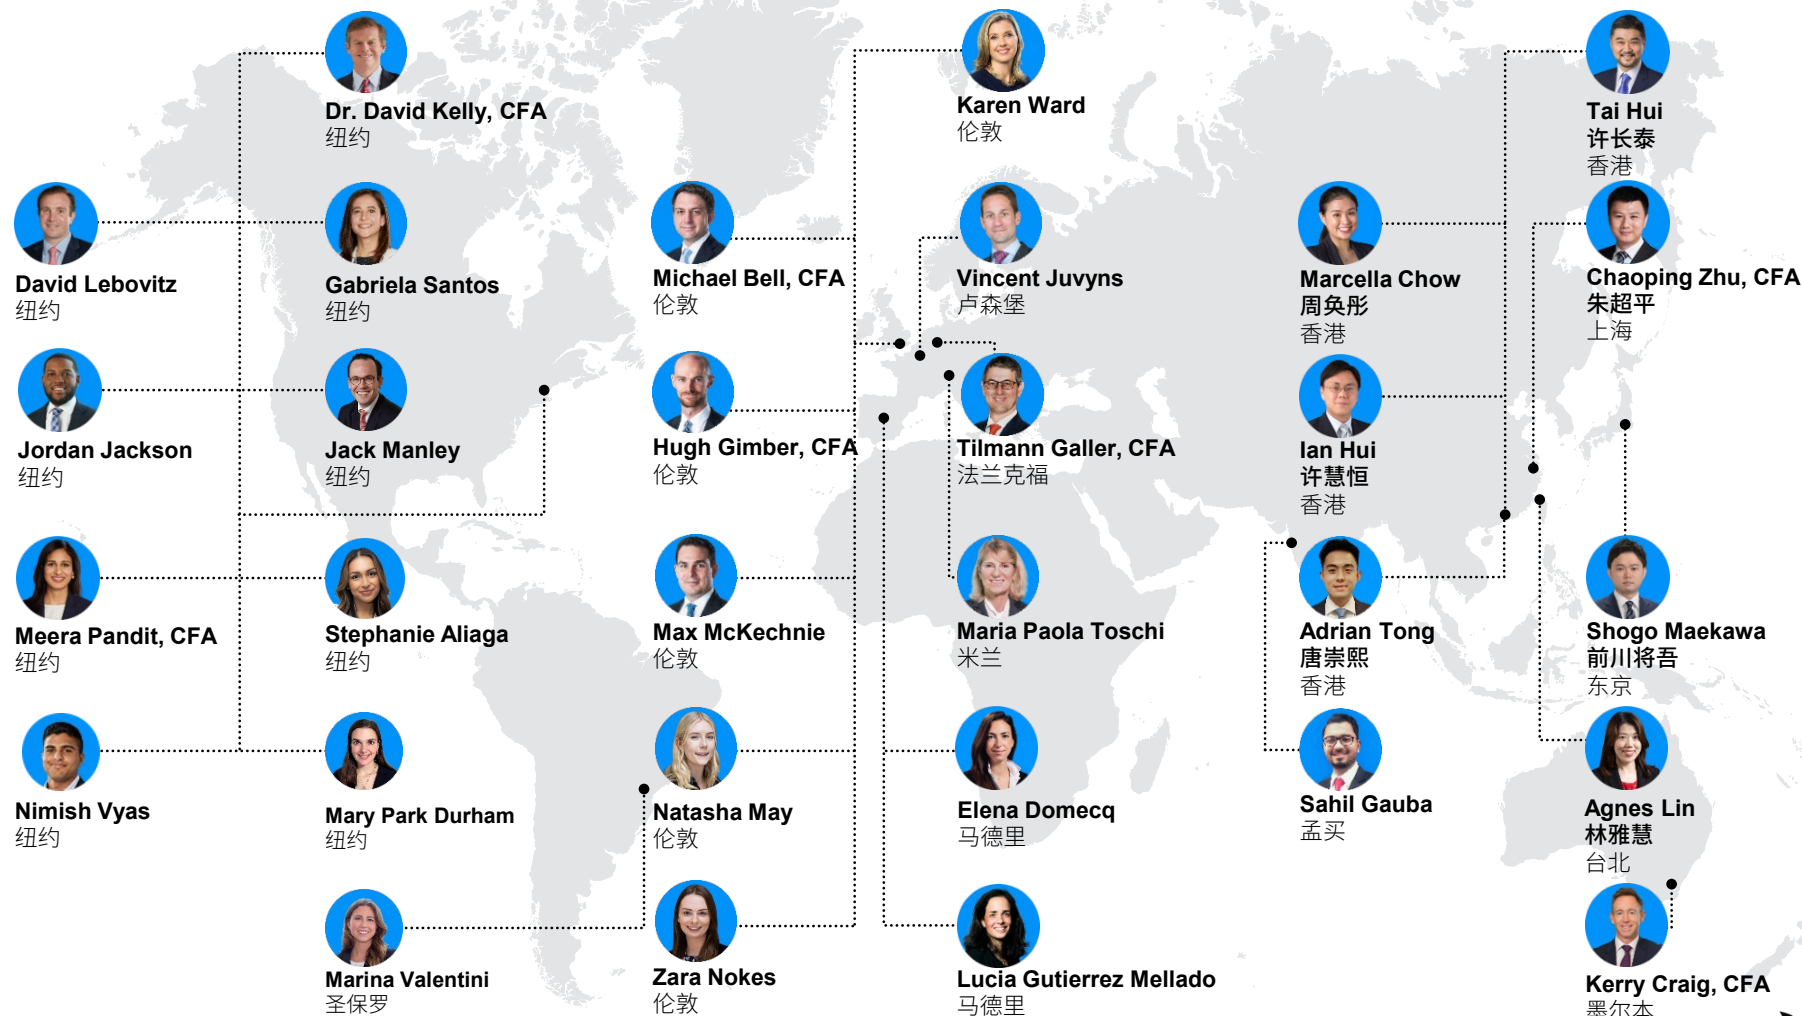 Dr. David Kelly, CFA
纽约
David Lebovitz
纽约
Gabriela Santos
纽约
Jordan Jackson
纽约
Jack Manley
纽约
Meera Pandit, CFA
纽约
Stephanie Aliaga
纽约
Nimish Vyas
纽约
Mary Park Durham
纽约
Marina Valentini
圣保罗
Karen Ward
伦敦
Michael Bell, CFA
伦敦
Vincent Juvyns
卢森堡
Hugh Gimber, CFA
伦敦
Tilmann Galler, CFA
法兰克福
Max McKechnie
伦敦
Maria Paola Toschi
米兰
Natasha May
伦敦
Elena Domecq
马德里
Zara Nokes
伦敦
Lucia Gutierrez Mellado
马德里
Tai Hui
许长泰
香港
Marcella Chow
周奂彤
香港
Chaoping Zhu, CFA
朱超平
上海
Ian Hui
许慧恒
香港
Adrian Tong
唐崇熙
香港
Shogo Maekawa
前川将吾
东京
Sahil Gauba
孟买
Agnes Lin
林雅慧
台北
Kerry Craig, CFA
墨尔本